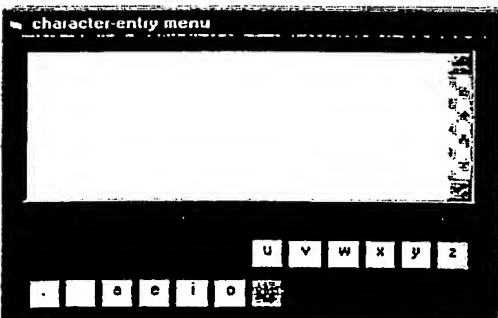 character-entry menu
u v w x y z
. a e i o